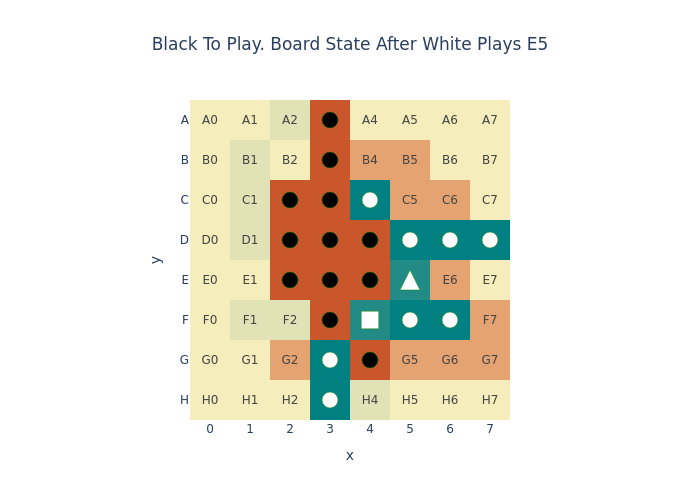 Black To Play. Board State After White Plays E5
A A0 A1 A2 A4 A5 A6 A7
B B0 B1 B2 B4 B5 B6 B7
C C0 C1 C5 C6 C7
D D0 D1
y
E E0 E1 E6 E7
F F0 F1 F2 F7
G G0 G1 G2 G5 G6 G7
H H0 H1 H2 H4 H5 H6 H7
0 1 2 3 4 5 6 7
x